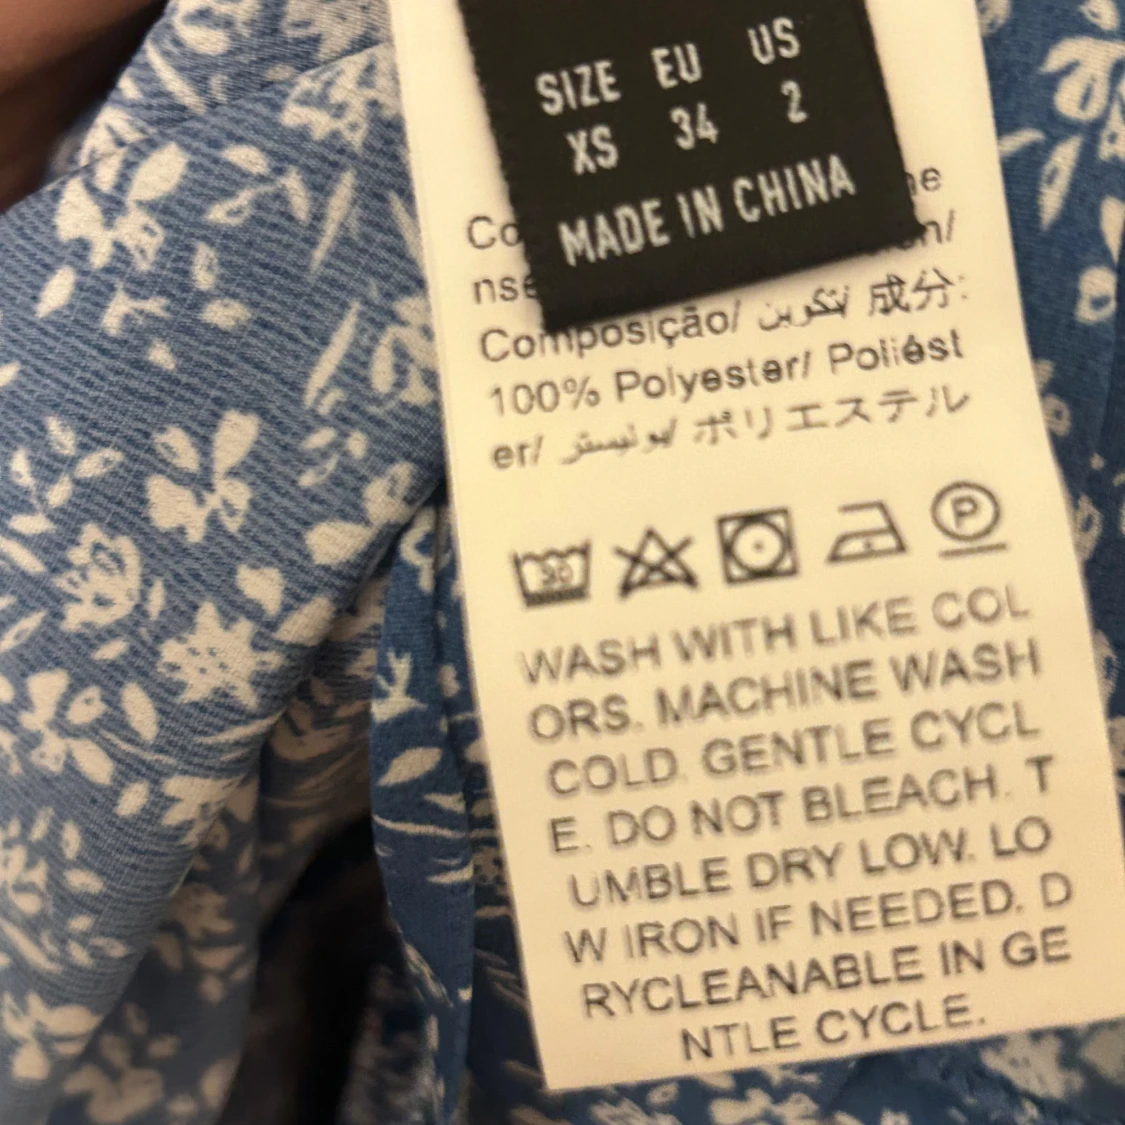 SIZE EU US
XS 34 2
MADE IN CHINA
Composição/ تكوين 成分:
100% Polyester/ Poliést
er/ بوليستر/ ポリエステル
30
P
WASH WITH LIKE COL
ORS. MACHINE WASH
COLD. GENTLE CYCL
E. DO NOT BLEACH. T
UMBLE DRY LOW. LO
W IRON IF NEEDED. D
RYCLEANABLE IN GE
NTLE CYCLE.